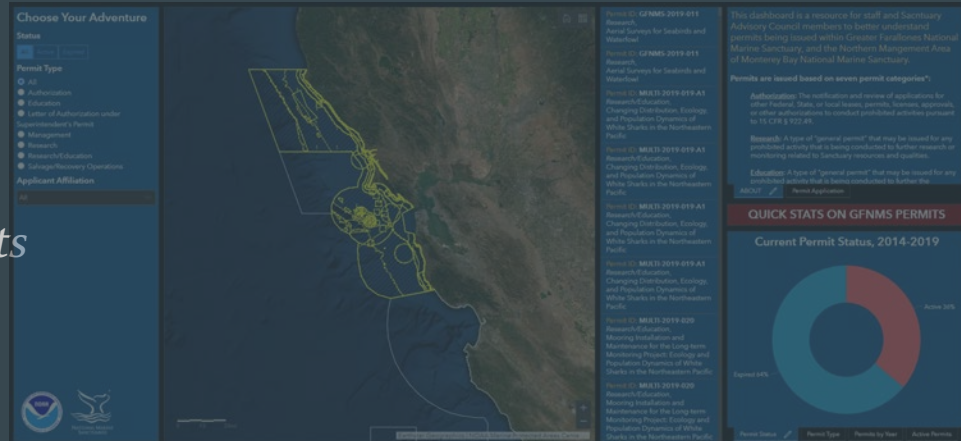 ts
Choose Your Adventure
Status
All
Active
Expired
Permit Type
All
Authorization
Education
Letter of Authorization under
Superintendent's Permit
Management
Research
Research/Education
Salvage/Recovery Operations
Applicant Affiliation
All
Permit ID: GFNMS-2019-011
Research,
Aerial Surveys for Seabirds and
Waterfowl
Permit ID: GFNMS-2019-011
Research,
Aerial Surveys for Seabirds and
Waterfowl
Permit ID: MULTI-2019-019-A1
Research/Education,
Changing Distribution, Ecology,
and Population Dynamics of
White Sharks in the Northeastern
Pacific
Permit ID: MULTI-2019-019-A1
Research/Education,
Changing Distribution, Ecology,
and Population Dynamics of
White Sharks in the Northeastern
Pacific
Permit ID: MULTI-2019-019-A1
Research/Education,
Changing Distribution, Ecology,
and Population Dynamics of
White Sharks in the Northeastern
Pacific
Permit ID: MULTI-2019-019-A1
Research/Education,
Changing Distribution, Ecology,
and Population Dynamics of
White Sharks in the Northeastern
Pacific
Permit ID: MULTI-2019-020
Research/Education,
Mooring Installation and
Maintenance for the Long-term
Monitoring Project: Ecology and
Population Dynamics of White
Sharks in the Northeastern Pacific
Permit ID: MULTI-2019-020
Research/Education,
Mooring Installation and
Maintenance for the Long-term
Monitoring Project: Ecology and
Population Dynamics of White
Sharks in the Northeastern Pacific
This dashboard is a resource for staff and Sacntuary
Advisory Council members to better understand
permits being issued within Greater Farallones National
Marine Sanctuary, and the Northern Mangement Area
of Monterey Bay National Marine Sanctuary.
Permits are issued based on seven permit categories*:
Authorization: The notification and review of applications for
other Federal, State, or local leases, permits, licenses, approvals,
or other authorizations to conduct prohibited activities pursuant
to 15 CFR § 922.49.
Research: A type of "general permit" that may be issued for any
prohibited activity that is being conducted to further research or
monitoring related to Sanctuary resources and qualities.
Education: A type of "general permit" that may be issued for any
prohibited activity that is being conducted to further the
ABOUT
Permit Application
QUICK STATS ON GFNMS PERMITS
Current Permit Status, 2014-2019
Active 36%
Expired 64%
Permit Status
Permit Type
Permits by Year
Active Permits